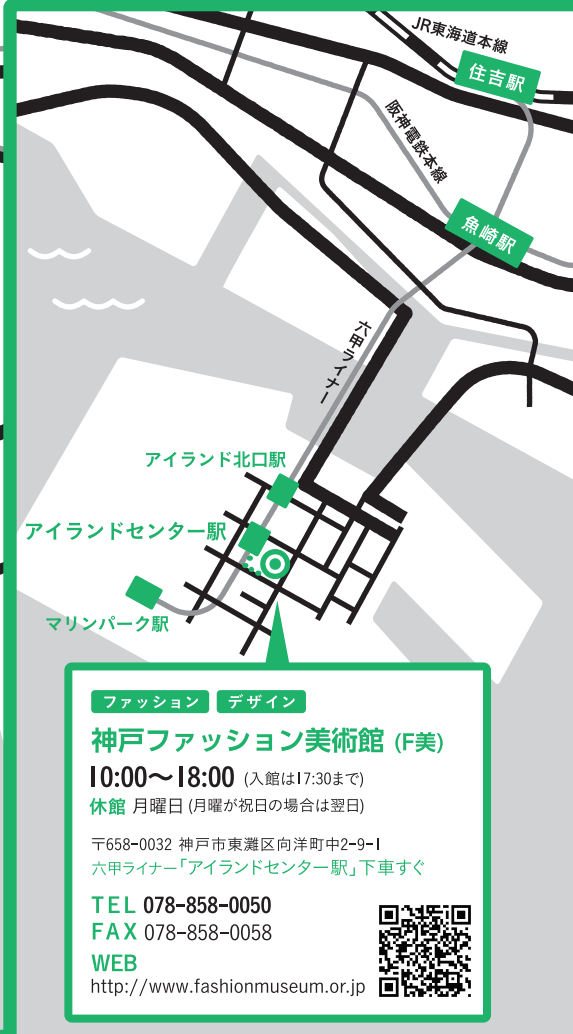 JR東海道本線
住吉駅
阪神電鉄本線
魚崎駅
六甲ライナー
アイランド北口駅
アイランドセンター駅
マリンパーク駅
ファッション デザイン
神戸ファッション美術館 (F美)
10:00〜18:00 (入館は17:30まで)
休館 月曜日 (月曜が祝日の場合は翌日)
〒658-0032 神戸市東灘区向洋町中2-9-1
六甲ライナー「アイランドセンター駅」下車すぐ
TEL 078-858-0050
FAX 078-858-0058
WEB
http://www.fashionmuseum.or.jp